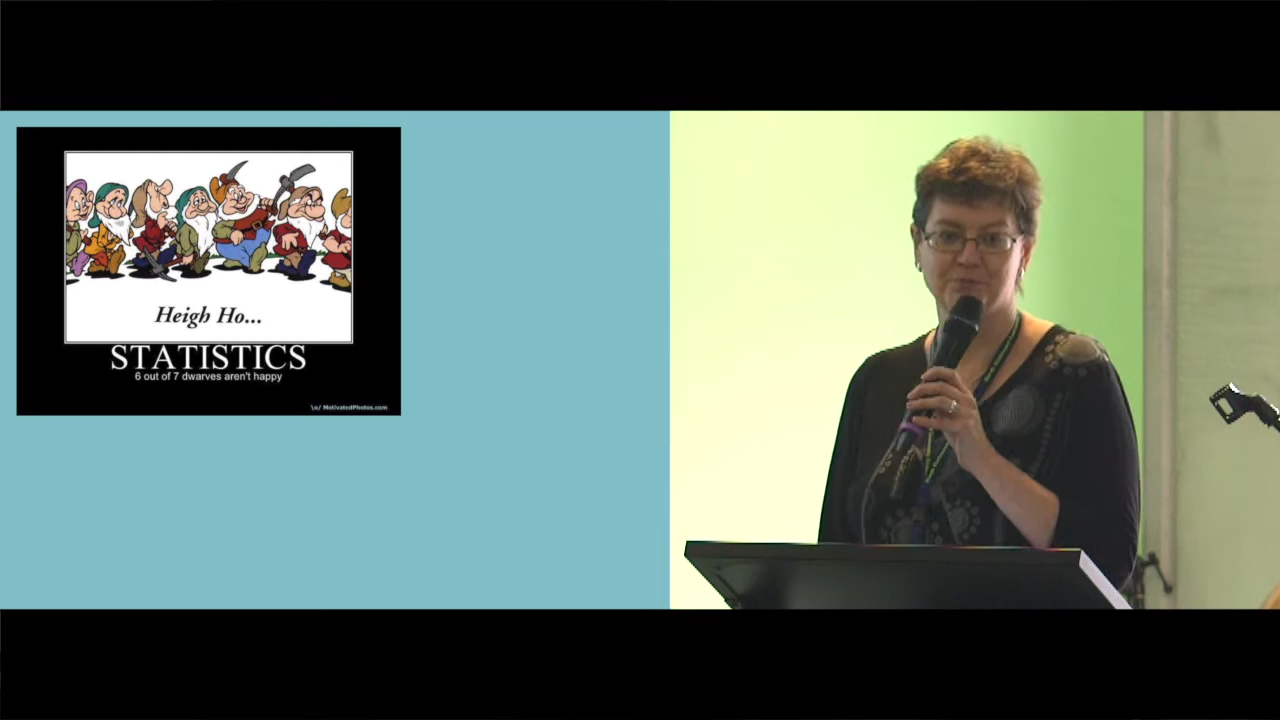 Heigh Ho...
STATISTICS
6 out of 7 dwarves aren't happy
\o/ MotivatedPhotos.com